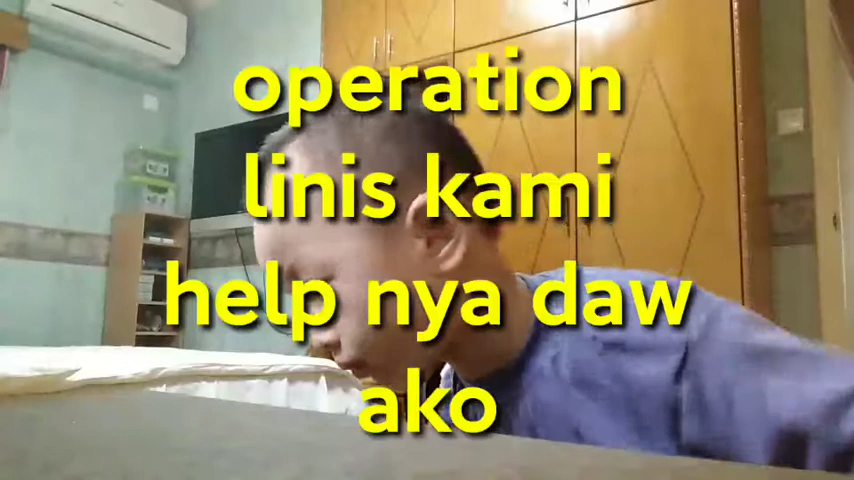 operation
linis kami
help nya daw
ako